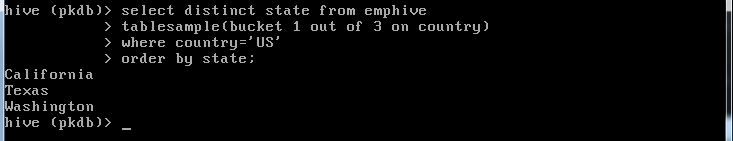 hive (pkdb)> select distinct state from emphive
> tablesample(bucket 1 out of 3 on country)
> where country='US'
> order by state;
California
Texas
Washington
hive (pkdb)> _